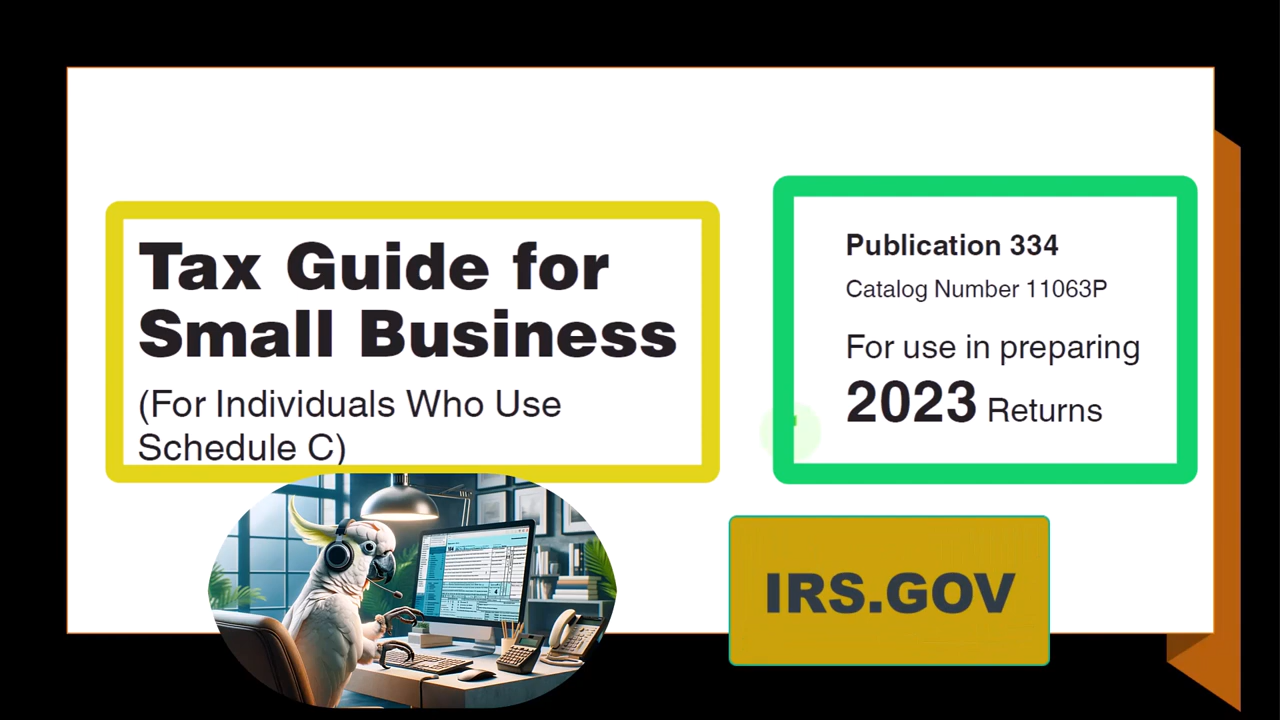 Tax Guide for
Small Business
(For Individuals Who Use
Schedule C)
Publication 334
Catalog Number 11063P
For use in preparing
2023 Returns
IRS.GOV